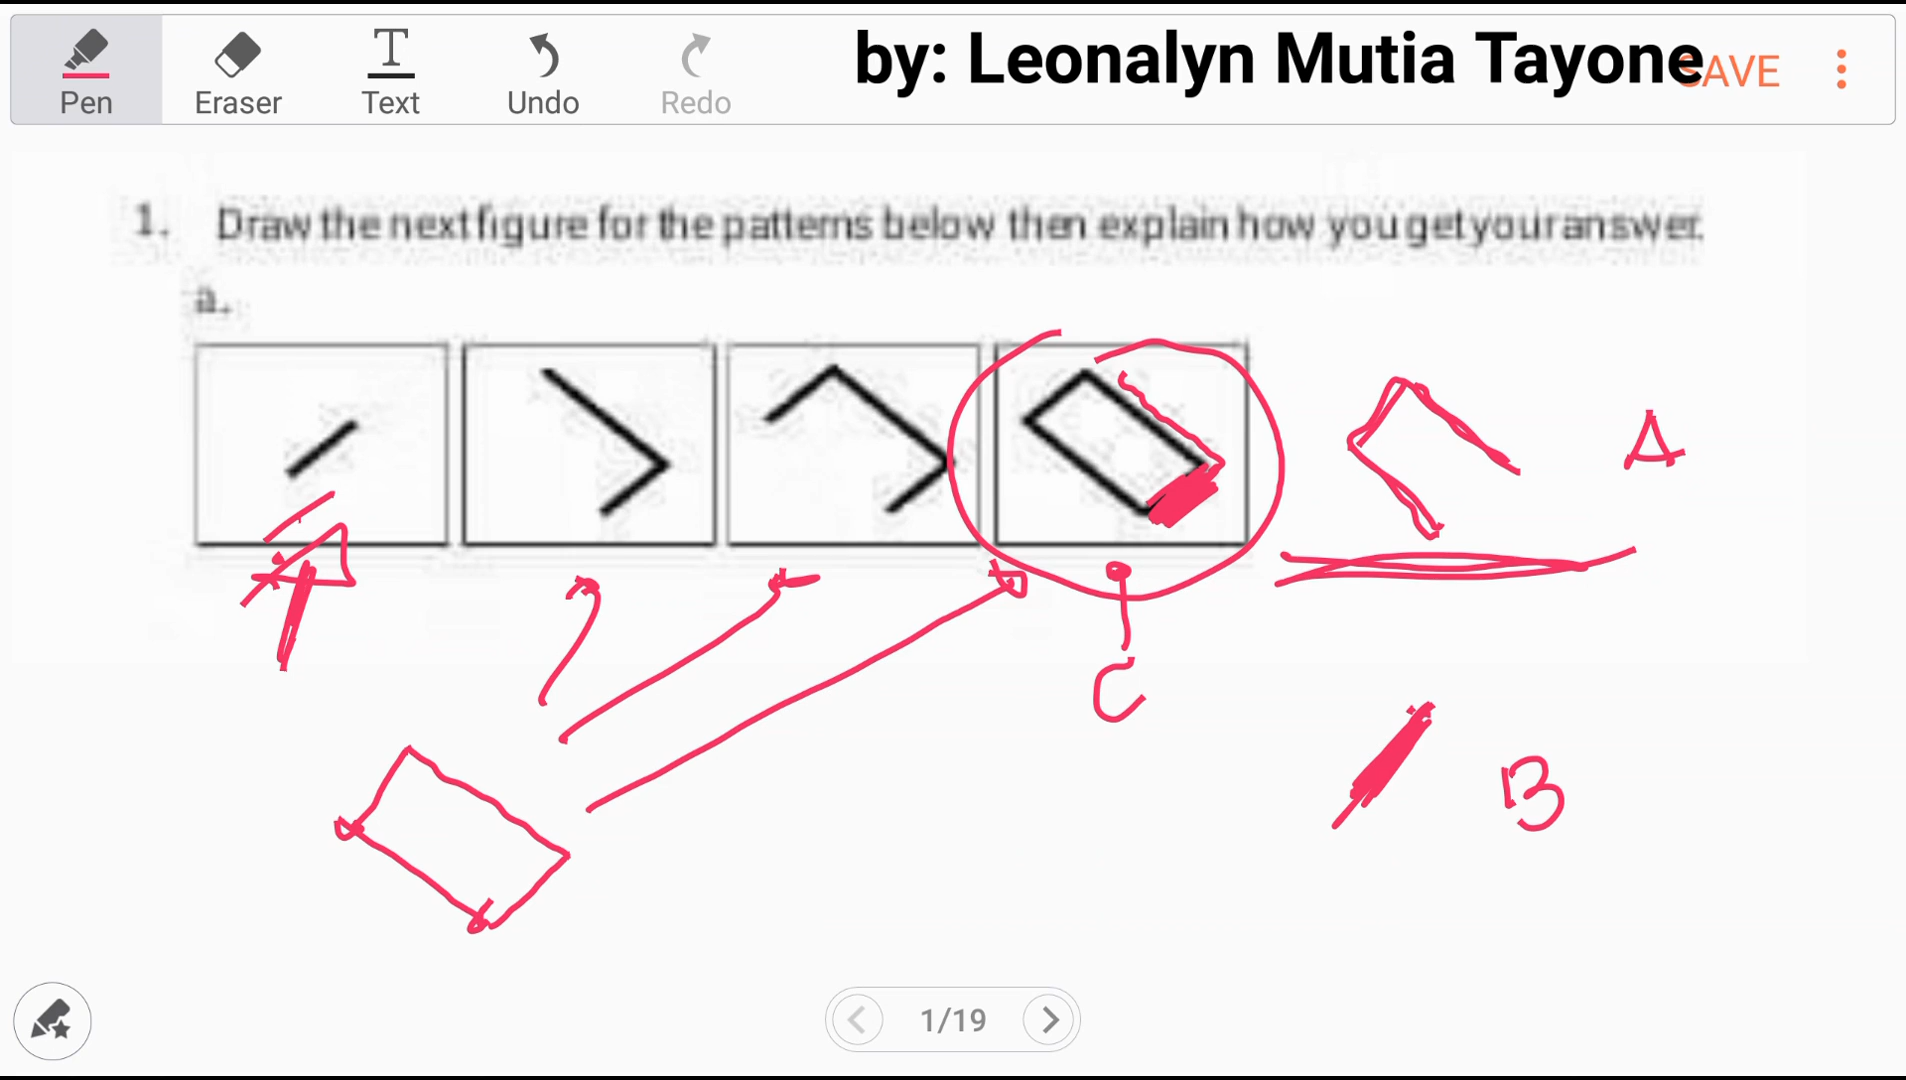 by: Leonalyn Mutia Tayone
SAVE
Pen
Eraser
Text
Undo
Redo
1. Draw the next figure for the patterns below then explain how you get your answer.
a.
A
C
B
1/19